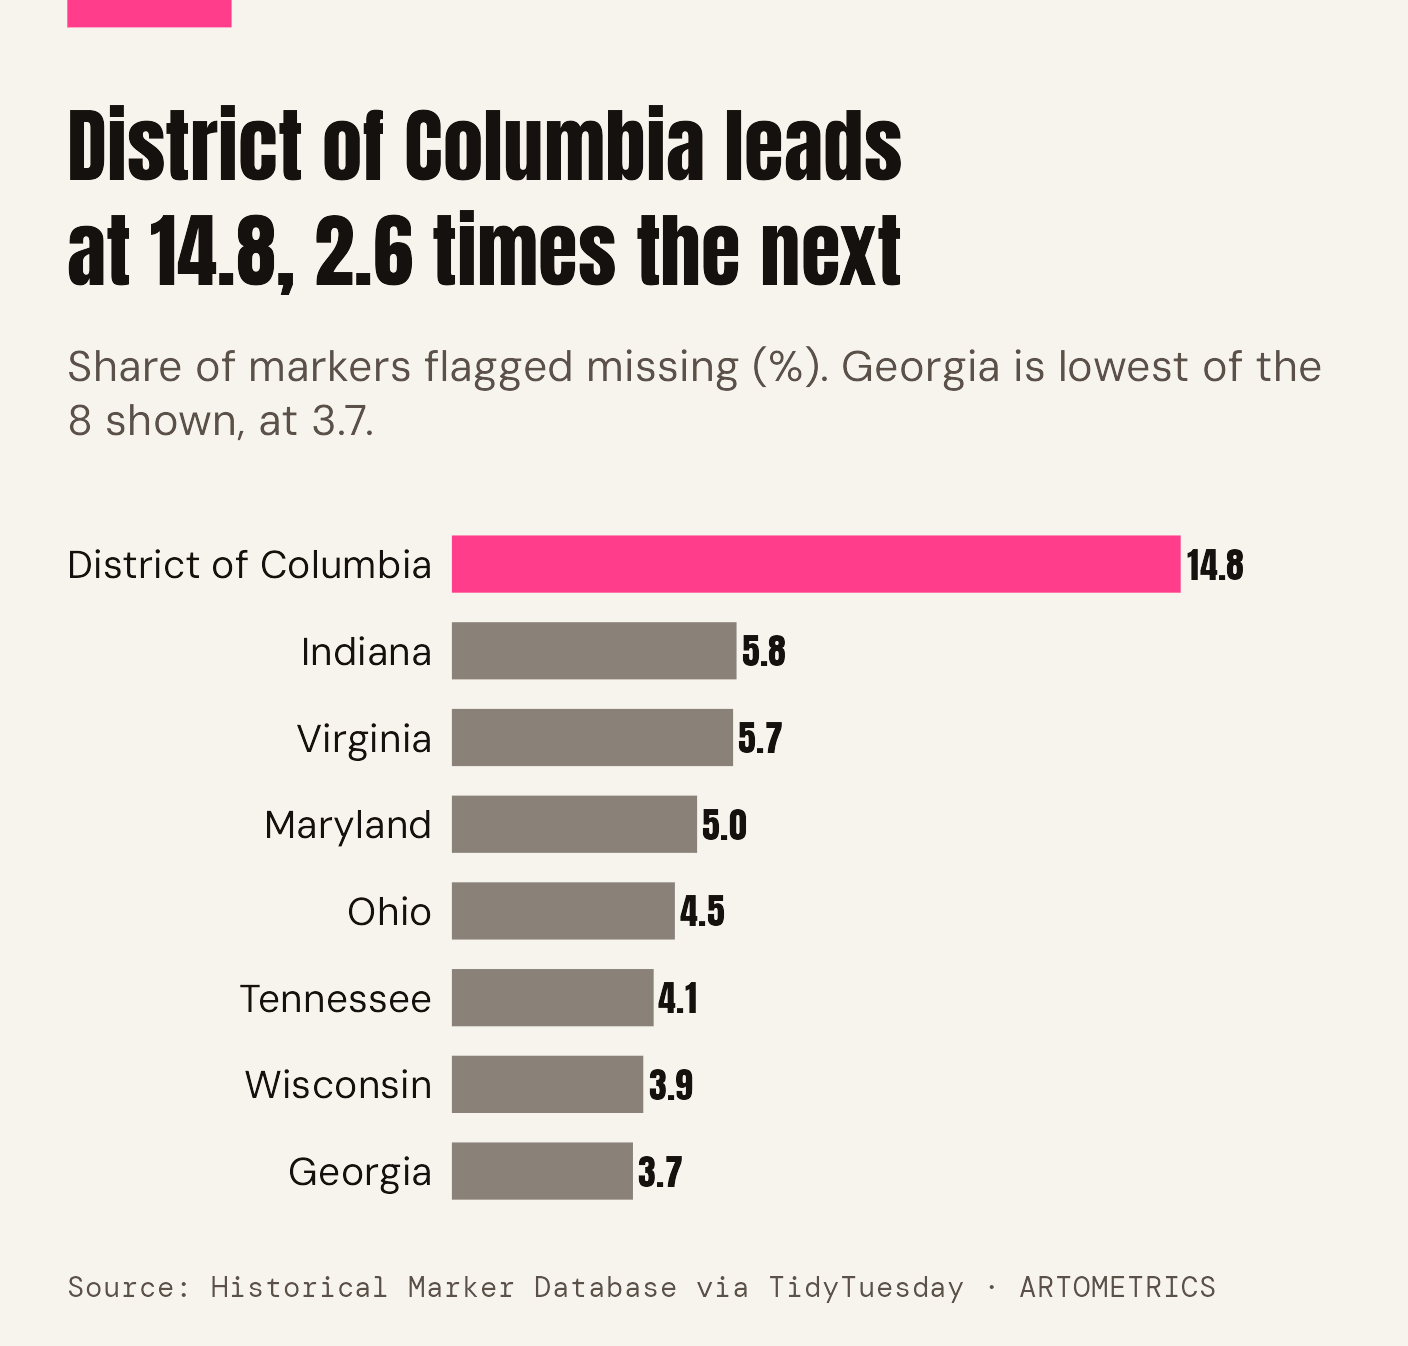 District of Columbia leads
at 14.8, 2.6 times the next
Share of markers flagged missing (%). Georgia is lowest of the
8 shown, at 3.7.
District of Columbia 14.8
Indiana 5.8
Virginia 5.7
Maryland 5.0
Ohio 4.5
Tennessee 4.1
Wisconsin 3.9
Georgia 3.7
Source: Historical Marker Database via TidyTuesday · ARTOMETRICS